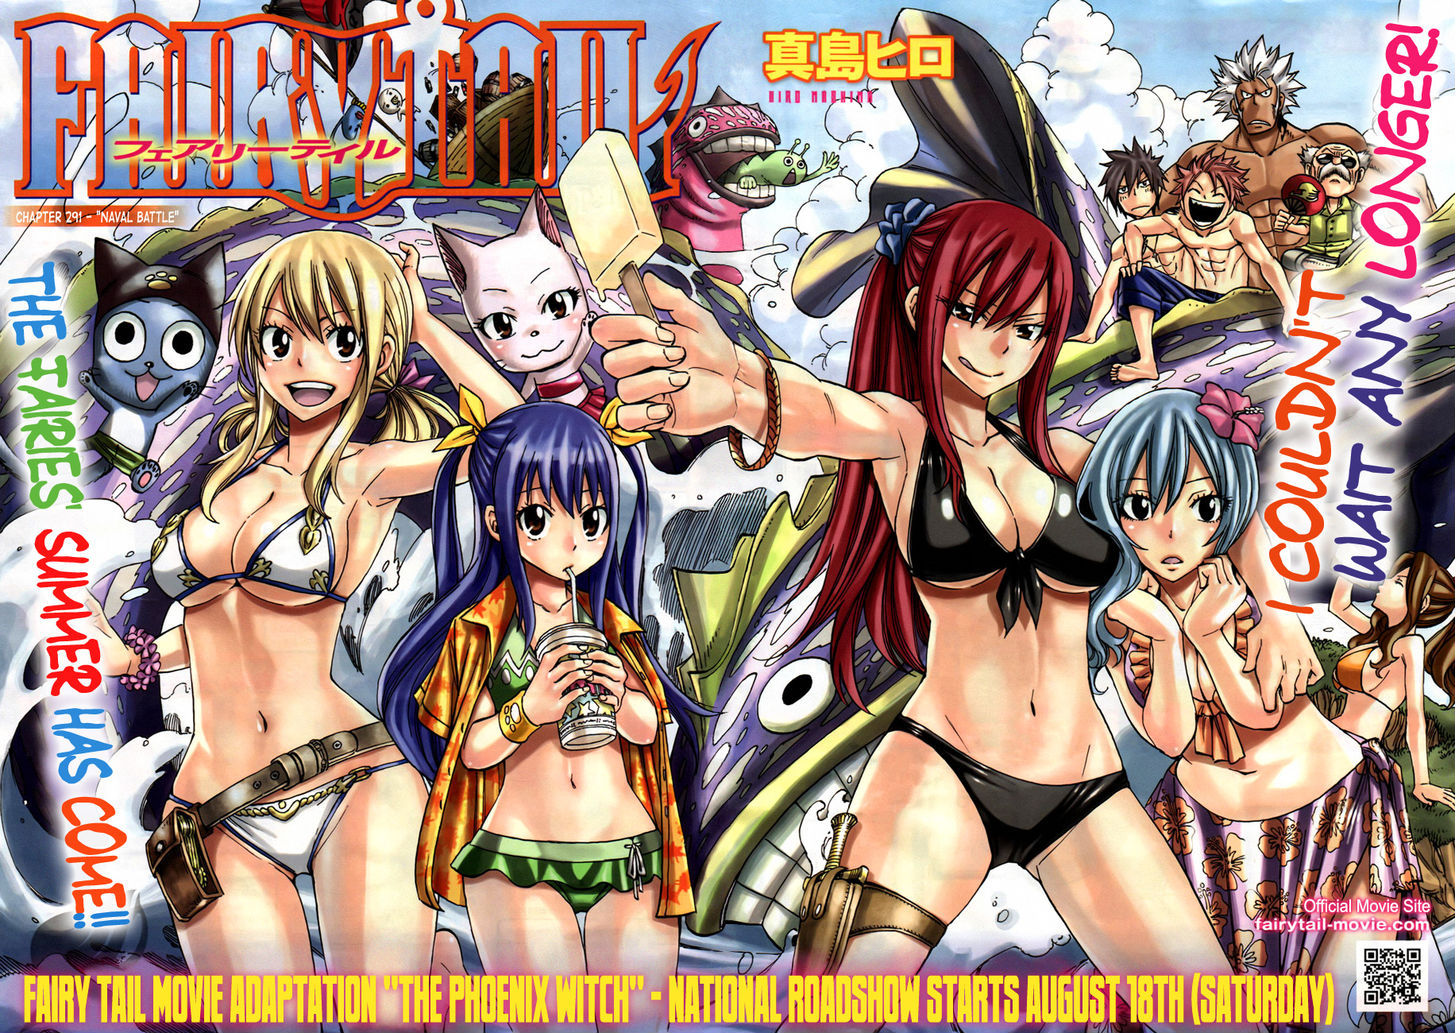 FAIRY TAIL
フェアリーテイル
真島ヒロ
HIRO MASHIMA
CHAPTER 291 - "NAVAL BATTLE"
THE FAIRIES' SUMMER HAS COME!!
I COULDN'T
WAIT ANY LONGER!
Official Movie Site
fairytail-movie.com
FAIRY TAIL MOVIE ADAPTATION "THE PHOENIX WITCH" - NATIONAL ROADSHOW STARTS AUGUST 18TH (SATURDAY)